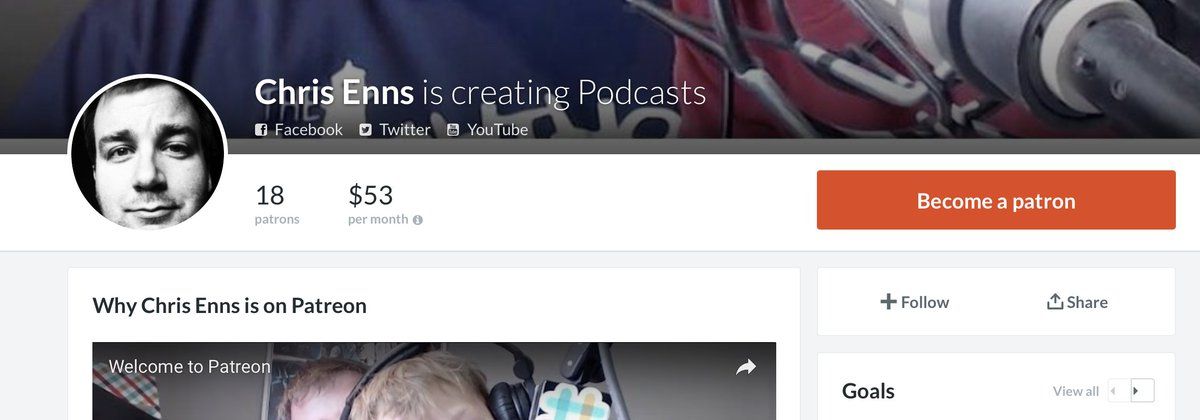 Chris Enns is creating Podcasts
Facebook Twitter YouTube
18 $53
patrons per month
Become a patron
Why Chris Enns is on Patreon
Follow Share
Welcome to Patreon
Goals View all